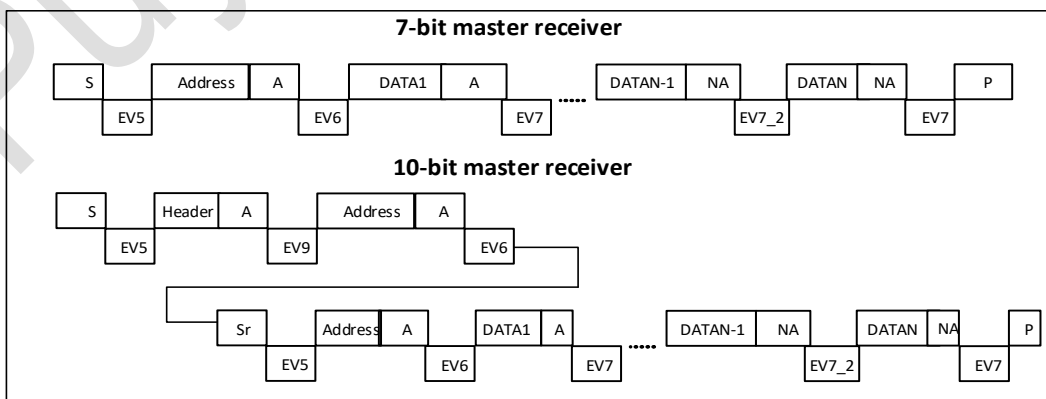 7-bit master receiver
S Address A DATA1 A ..... DATAN-1 NA DATAN NA P
EV5 EV6 EV7 EV7_2 EV7
10-bit master receiver
S Header A Address A
EV5 EV9 EV6
Sr Address A DATA1 A ..... DATAN-1 NA DATAN NA P
EV5 EV6 EV7 EV7_2 EV7